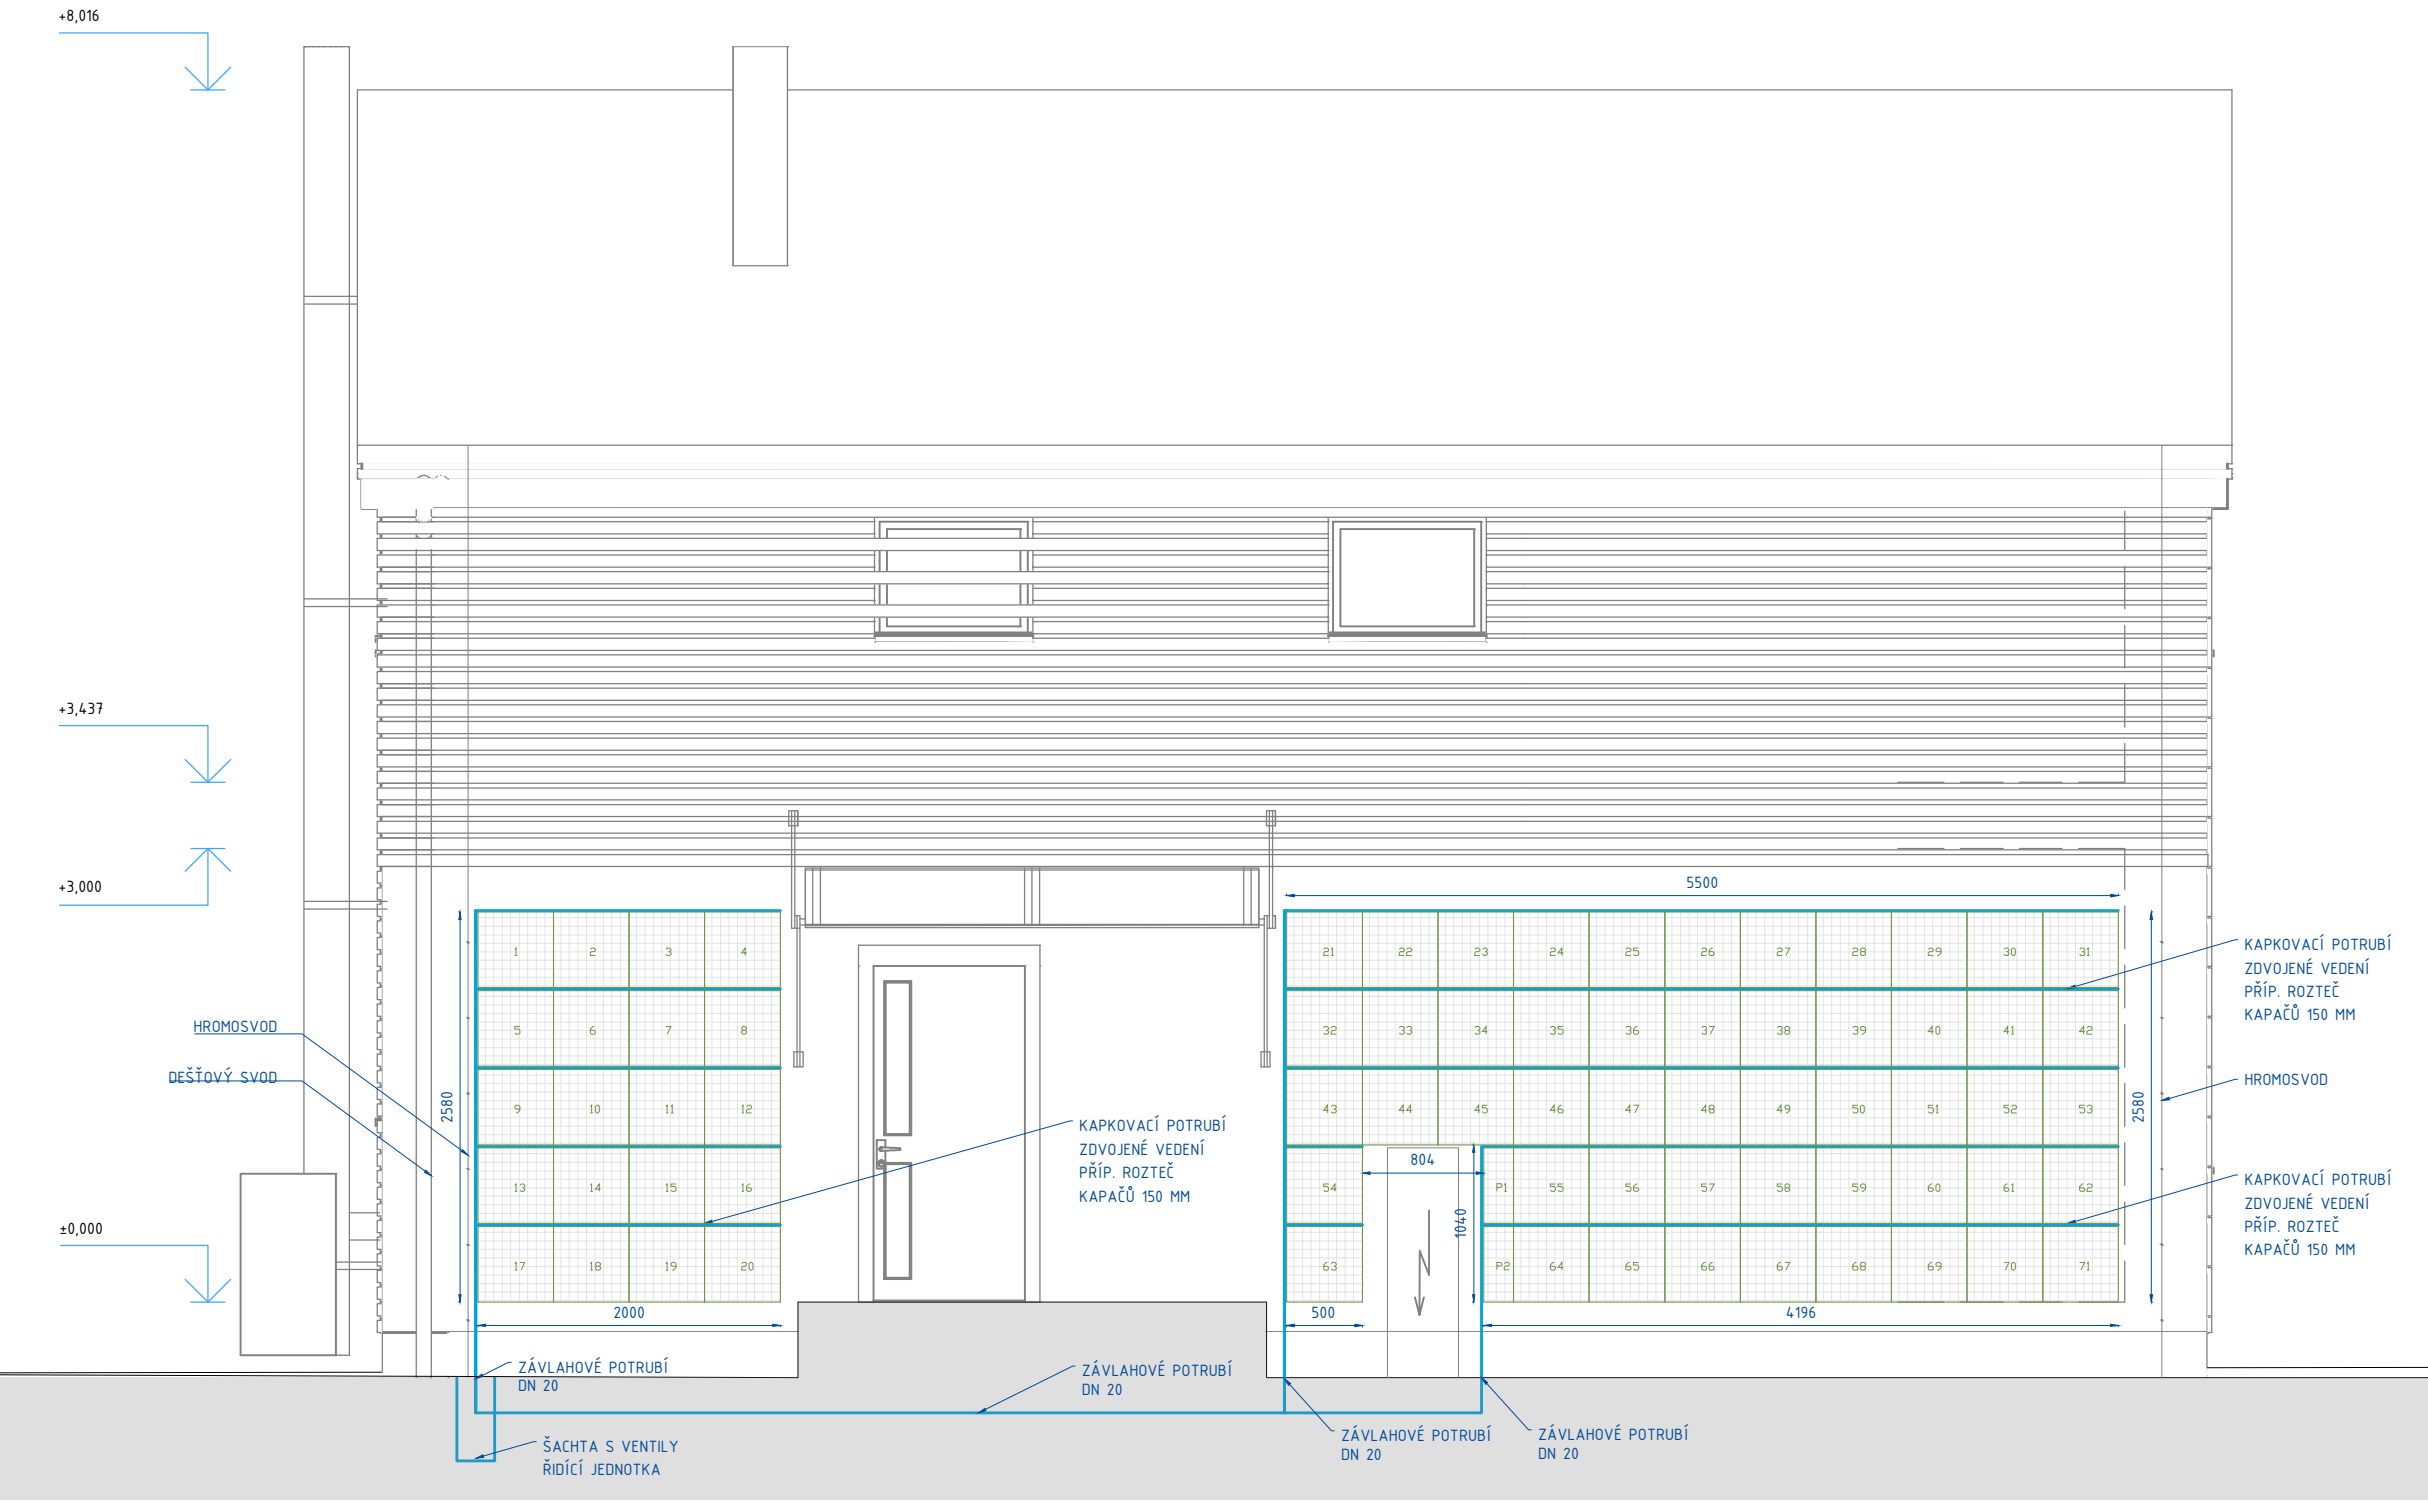 +8,016
+3,437
+3,000
±0,000
HROMOSVOD
DEŠŤOVÝ SVOD
2580
1 2 3 4
5 6 7 8
9 10 11 12
13 14 15 16
17 18 19 20
2000
KAPKOVACÍ POTRUBÍ
ZDVOJENÉ VEDENÍ
PŘÍP. ROZTEČ
KAPAČŮ 150 MM
5500
21 22 23 24 25 26 27 28 29 30 31
32 33 34 35 36 37 38 39 40 41 42
43 44 45 46 47 48 49 50 51 52 53
804
54 P1 55 56 57 58 59 60 61 62
1040
63 P2 64 65 66 67 68 69 70 71
500
4196
2580
KAPKOVACÍ POTRUBÍ
ZDVOJENÉ VEDENÍ
PŘÍP. ROZTEČ
KAPAČŮ 150 MM
HROMOSVOD
KAPKOVACÍ POTRUBÍ
ZDVOJENÉ VEDENÍ
PŘÍP. ROZTEČ
KAPAČŮ 150 MM
ZÁVLAHOVÉ POTRUBÍ
DN 20
ZÁVLAHOVÉ POTRUBÍ
DN 20
ZÁVLAHOVÉ POTRUBÍ
DN 20
ZÁVLAHOVÉ POTRUBÍ
DN 20
ŠACHTA S VENTILY
ŘIDÍCÍ JEDNOTKA